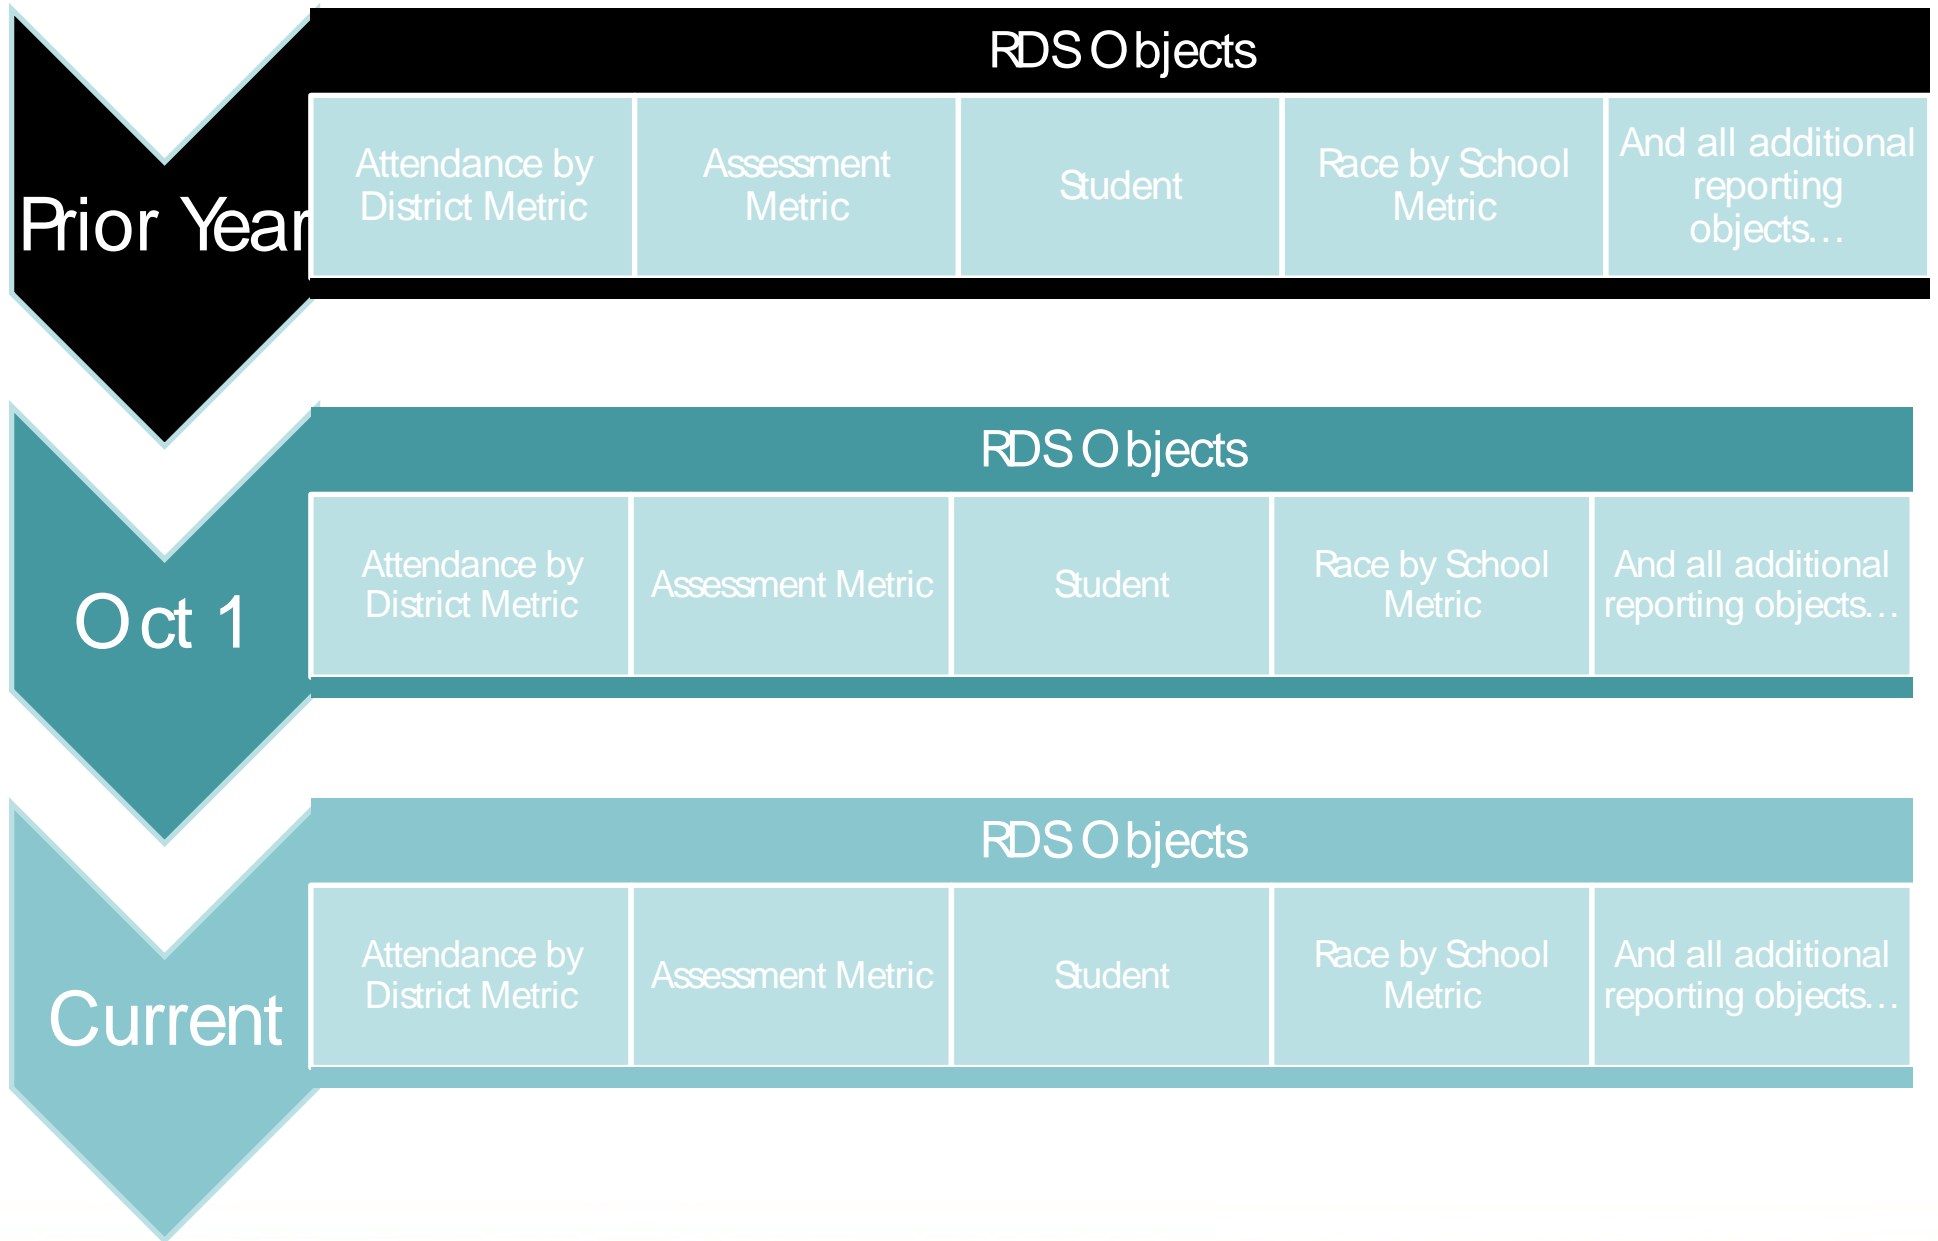 RDS Objects
Prior Year
Attendance by
District Metric
Assessment
Metric
Student
Race by School
Metric
And all additional
reporting
objects…
RDS Objects
Oct 1
Attendance by
District Metric
Assessment Metric
Student
Race by School
Metric
And all additional
reporting objects…
RDS Objects
Current
Attendance by
District Metric
Assessment Metric
Student
Race by School
Metric
And all additional
reporting objects…